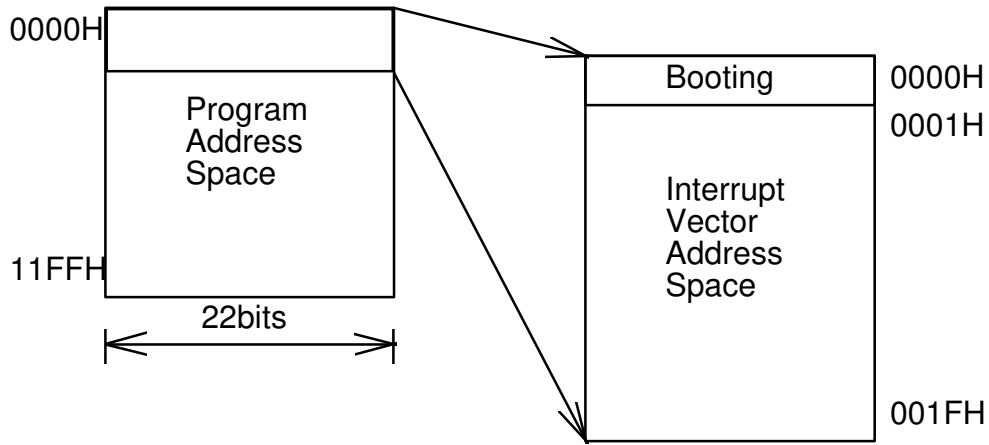 0000H
Program
Address
Space
11FFH
22bits
Booting
0000H
0001H
Interrupt
Vector
Address
Space
001FH